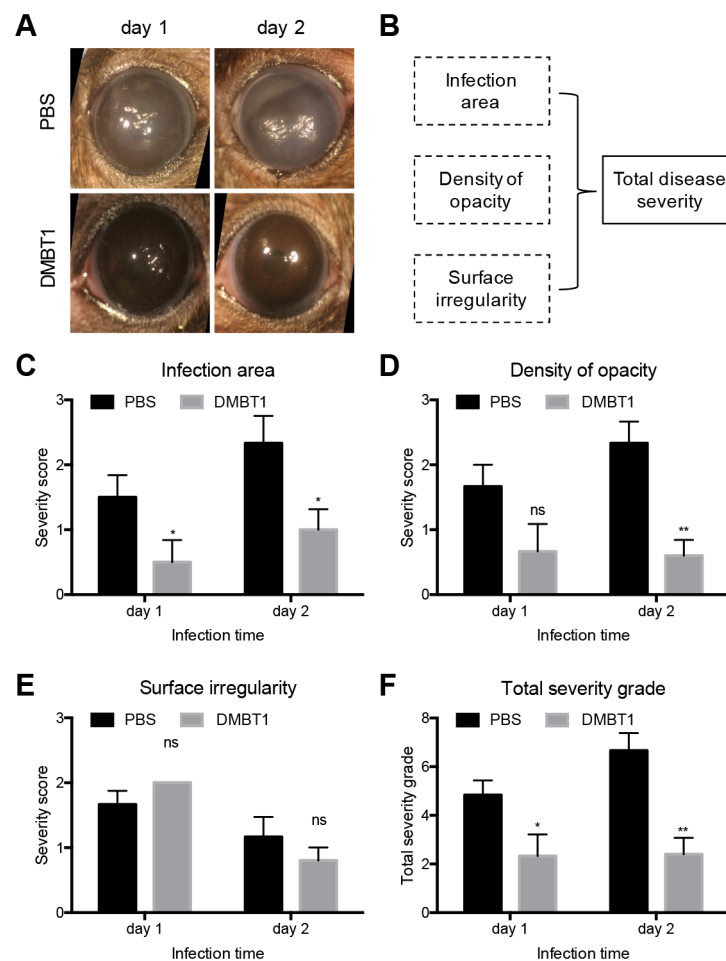 A
day 1 day 2
PBS
DMBT1
B
Infection
area
Density of
opacity
Surface
irregularity
Total disease
severity
C
Infection area
PBS DMBT1
Severity score
3
2
1
0
*
*
day 1 day 2
Infection time
D
Density of opacity
PBS DMBT1
Severity score
3
2
1
0
ns
**
day 1 day 2
Infection time
E
Surface irregularity
PBS DMBT1
Severity score
3
2
1
0
ns
ns
day 1 day 2
Infection time
F
Total severity grade
PBS DMBT1
Total severity grade
8
6
4
2
0
*
**
day 1 day 2
Infection time